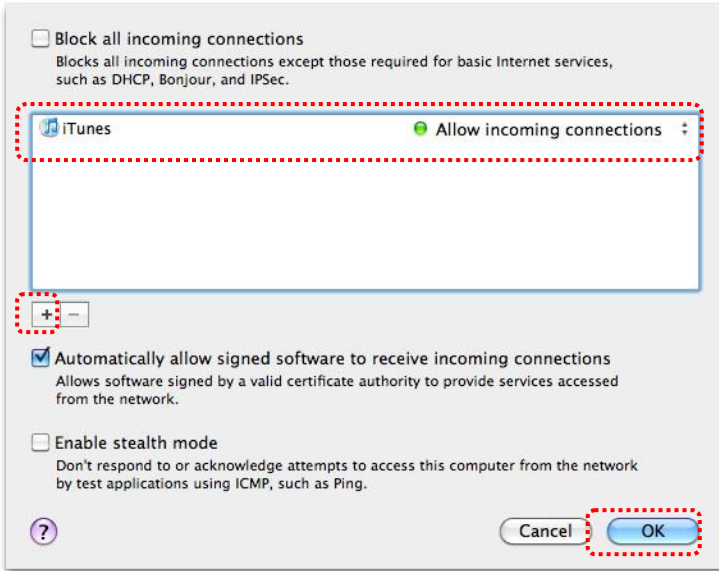 Block all incoming connections
Blocks all incoming connections except those required for basic Internet services,
such as DHCP, Bonjour, and IPSec.
iTunes Allow incoming connections
+ −
Automatically allow signed software to receive incoming connections
Allows software signed by a valid certificate authority to provide services accessed
from the network.
Enable stealth mode
Don't respond to or acknowledge attempts to access this computer from the network
by test applications using ICMP, such as Ping.
? Cancel OK